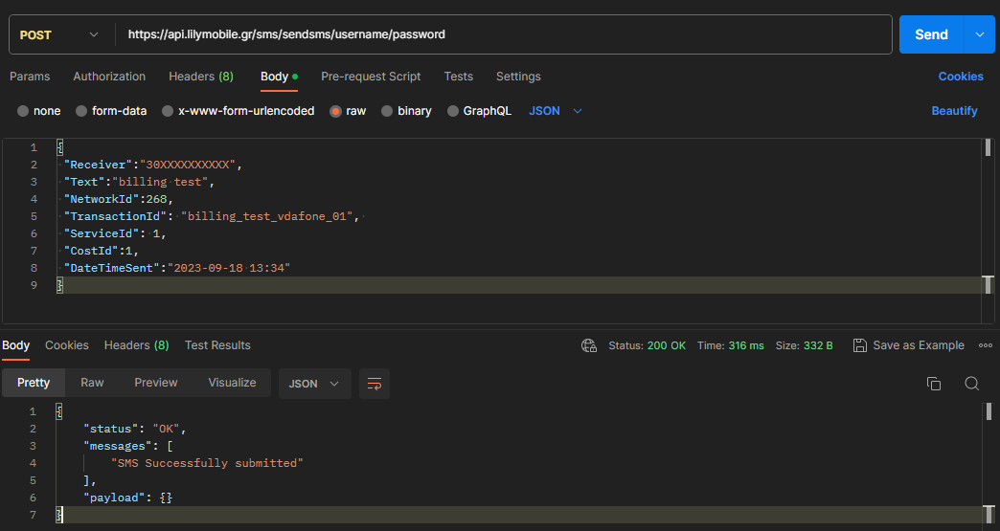 POST https://api.lilymobile.gr/sms/sendsms/username/password Send
Params Authorization Headers (8) Body Pre-request Script Tests Settings Cookies
none form-data x-www-form-urlencoded raw binary GraphQL JSON Beautify
1 {
2 "Receiver":"30XXXXXXXXXX",
3 "Text":"billing test",
4 "NetworkId":268,
5 "TransactionId": "billing_test_vdafone_01",
6 "ServiceId": 1,
7 "CostId":1,
8 "DateTimeSent":"2023-09-18 13:34"
9 }
Body Cookies Headers (8) Test Results Status: 200 OK Time: 316 ms Size: 332 B Save as Example
Pretty Raw Preview Visualize JSON
1 {
2 "status": "OK",
3 "messages": [
4 "SMS Successfully submitted"
5 ],
6 "payload": {}
7 }